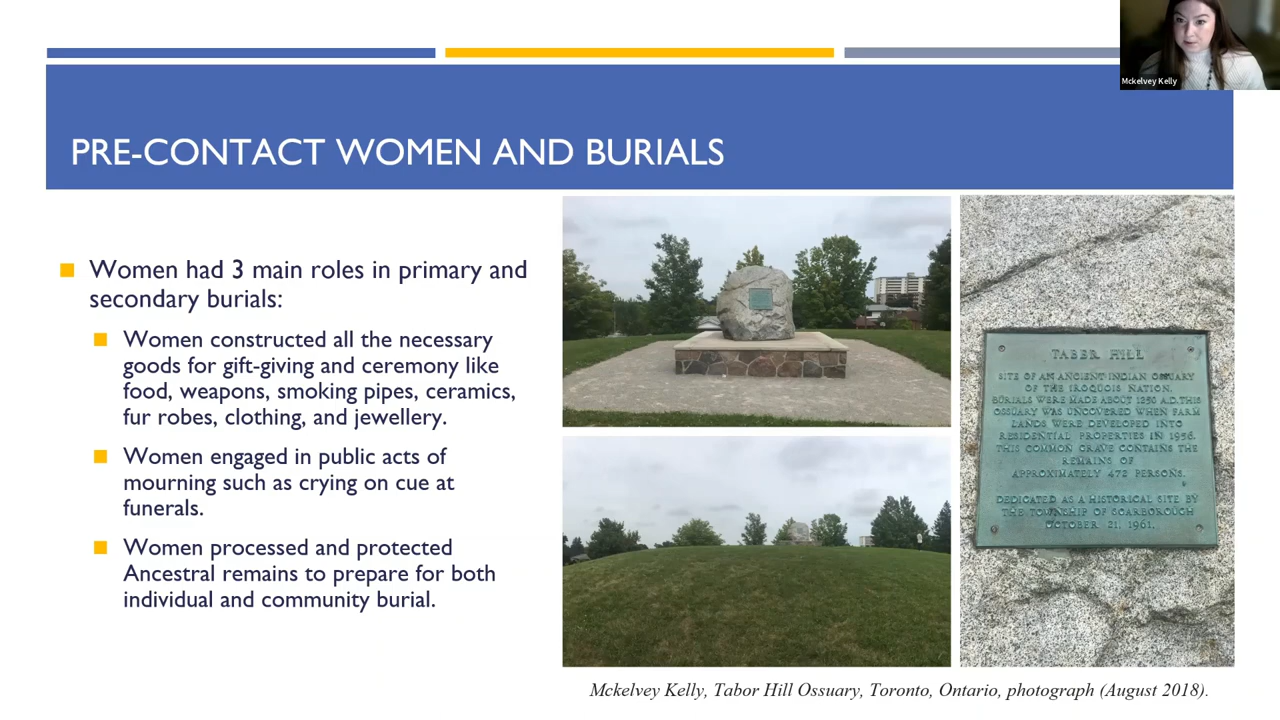 Mckelvey Kelly
PRE-CONTACT WOMEN AND BURIALS
Women had 3 main roles in primary and
secondary burials:
Women constructed all the necessary
goods for gift-giving and ceremony like
food, weapons, smoking pipes, ceramics,
fur robes, clothing, and jewellery.
Women engaged in public acts of
mourning such as crying on cue at
funerals.
Women processed and protected
Ancestral remains to prepare for both
individual and community burial.
TABER HILL
SITE OF AN ANCIENT INDIAN OSSUARY
OF THE IROQUOIS NATION.
BURIALS WERE MADE ABOUT 1250 A.D. THIS
OSSUARY WAS UNCOVERED WHEN FARM
LANDS WERE DEVELOPED INTO
RESIDENTIAL PROPERTIES IN 1956.
THIS COMMON GRAVE CONTAINS THE
REMAINS OF
APPROXIMATELY 472 PERSONS.
DEDICATED AS A HISTORICAL SITE BY
THE TOWNSHIP OF SCARBOROUGH
OCTOBER 21, 1961.
Mckelvey Kelly, Tabor Hill Ossuary, Toronto, Ontario, photograph (August 2018).